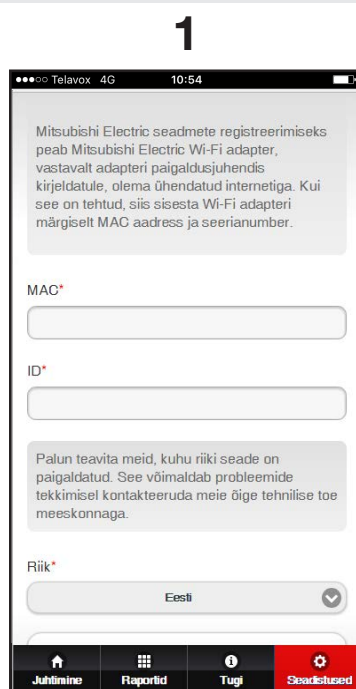 1
Telavox 4G 10:54
Mitsubishi Electric seadmete registreerimiseks
peab Mitsubishi Electric Wi-Fi adapter,
vastavalt adapteri paigaldusjuhendis
kirjeldatule, olema ühendatud internetiga. Kui
see on tehtud, siis sisesta Wi-Fi adapteri
märgiselt MAC aadress ja seerianumber.
MAC*
ID*
Palun teavita meid, kuhu riiki seade on
paigaldatud. See võimaldab probleemide
tekkimisel kontakteeruda meie õige tehnilise toe
meeskonnaga.
Riik*
Eesti
Juhtimine Raportid Tugi Seadistused